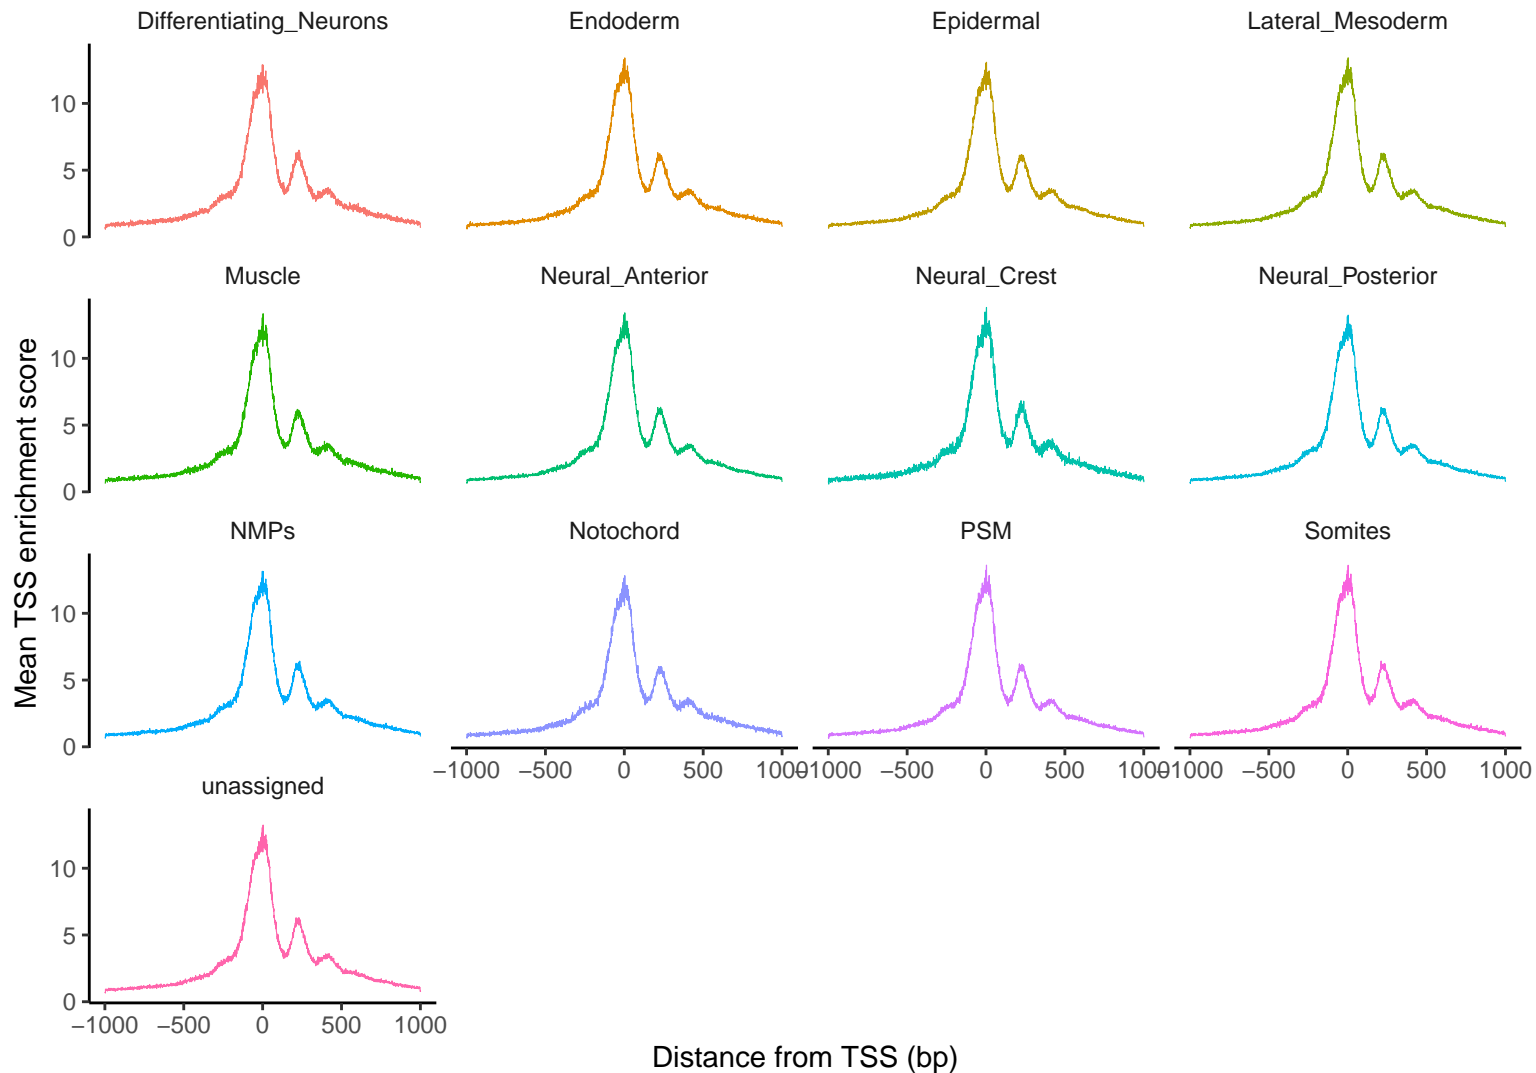 Differentiating_Neurons Endoderm Epidermal Lateral_Mesoderm
10
5
0
Muscle Neural_Anterior Neural_Crest Neural_Posterior
10
5
0
NMPs Notochord PSM Somites
10
5
0
−1000 −500 0 500 1000 −1000 −500 0 500 1000 −1000 −500 0 500 1000
unassigned
10
5
0
−1000 −500 0 500 1000
Distance from TSS (bp)
Mean TSS enrichment score